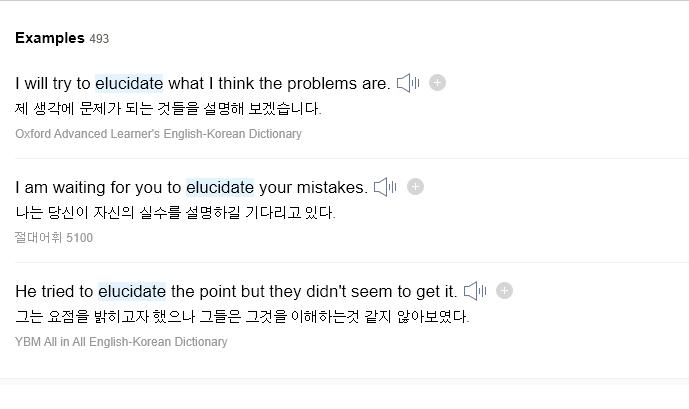 Examples 493
I will try to elucidate what I think the problems are.
제 생각에 문제가 되는 것들을 설명해 보겠습니다.
Oxford Advanced Learner's English-Korean Dictionary
I am waiting for you to elucidate your mistakes.
나는 당신이 자신의 실수를 설명하길 기다리고 있다.
절대어휘 5100
He tried to elucidate the point but they didn't seem to get it.
그는 요점을 밝히고자 했으나 그들은 그것을 이해하는것 같지 않아보였다.
YBM All in All English-Korean Dictionary